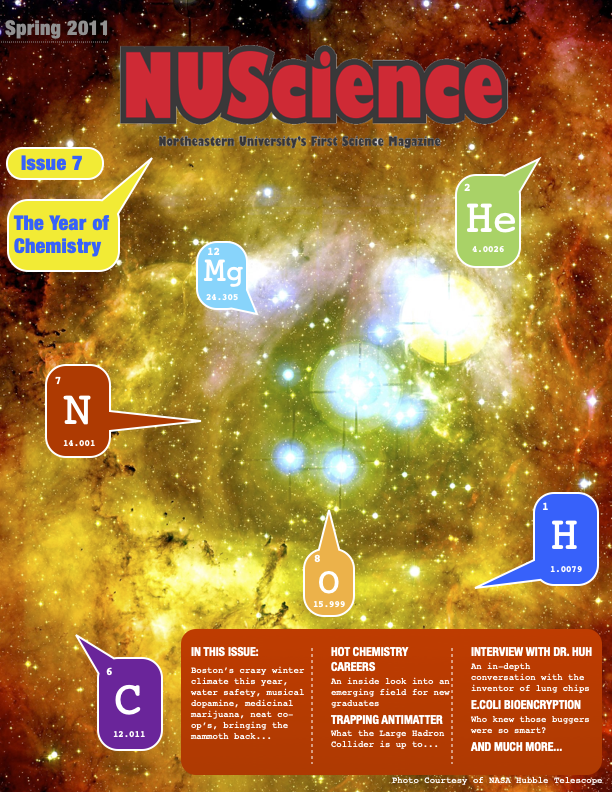 Spring 2011
NUScience
Northeastern University's First Science Magazine
Issue 7
The Year of
Chemistry
2
He
4.0026
12
Mg
24.305
7
N
14.001
1
H
1.0079
8
O
15.999
6
C
12.011
IN THIS ISSUE:
Boston's crazy winter
climate this year,
water safety, musical
dopamine, medicinal
marijuana, neat co-
op's, bringing the
mammoth back...
HOT CHEMISTRY
CAREERS
An inside look into an
emerging field for new
graduates
TRAPPING ANTIMATTER
What the Large Hadron
Collider is up to...
INTERVIEW WITH DR. HUH
An in-depth
conversation with the
inventor of lung chips
E.COLI BIOENCRYPTION
Who knew those buggers
were so smart?
AND MUCH MORE...
Photo Courtesy of NASA Hubble Telescope